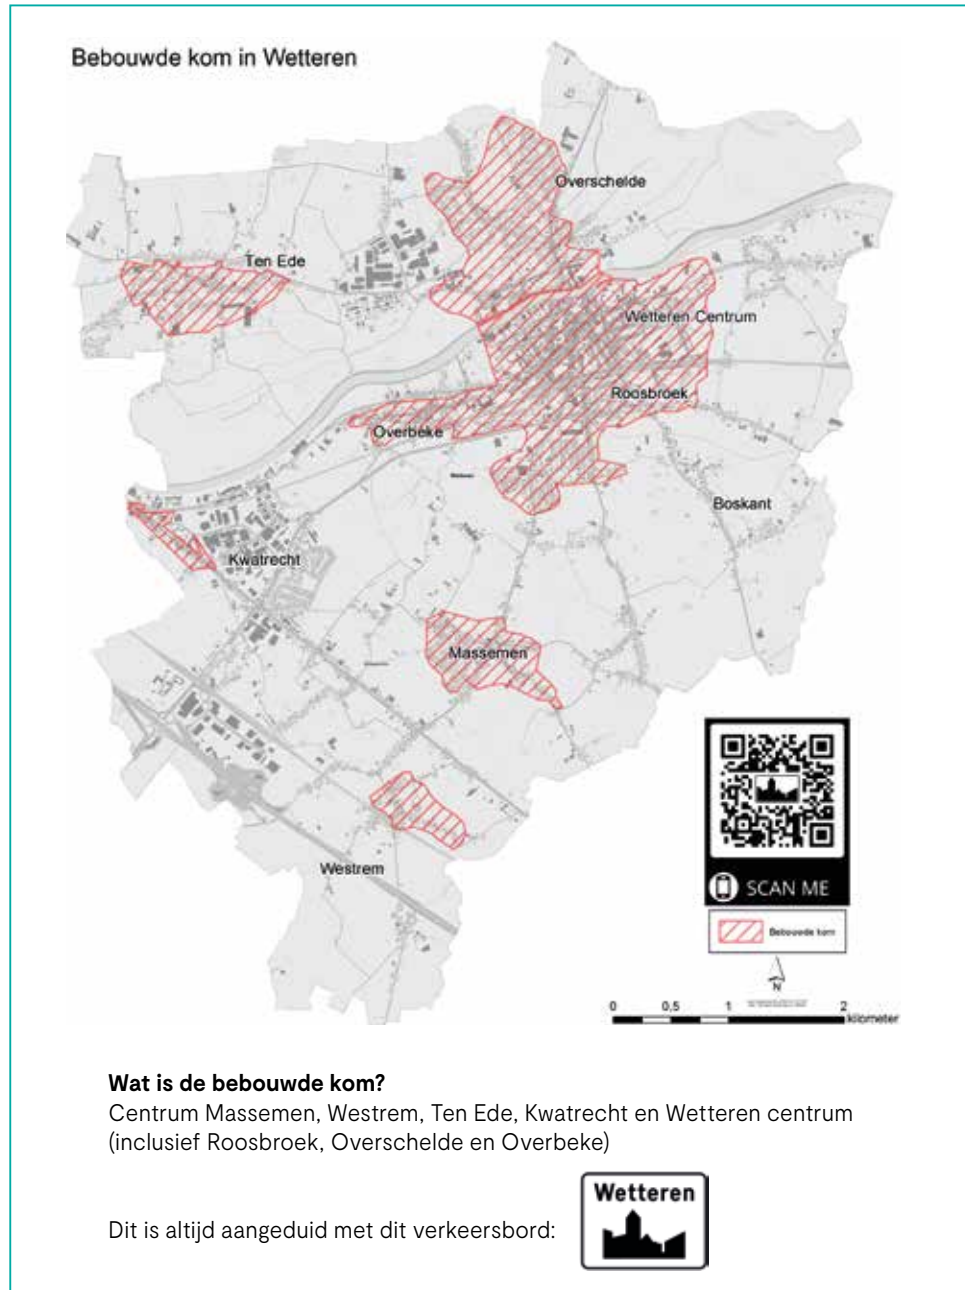 Bebouwde kom in Wetteren
Overschelde
Ten Ede
Wetteren Centrum
Roosbroek
Overbeke
Boskant
Kwatrecht
Massemen
Westrem
SCAN ME
Bebouwde kom
N
0 0,5 1 2
kilometer
Wat is de bebouwde kom?
Centrum Massemen, Westrem, Ten Ede, Kwatrecht en Wetteren centrum
(inclusief Roosbroek, Overschelde en Overbeke)
Wetteren
Dit is altijd aangeduid met dit verkeersbord: